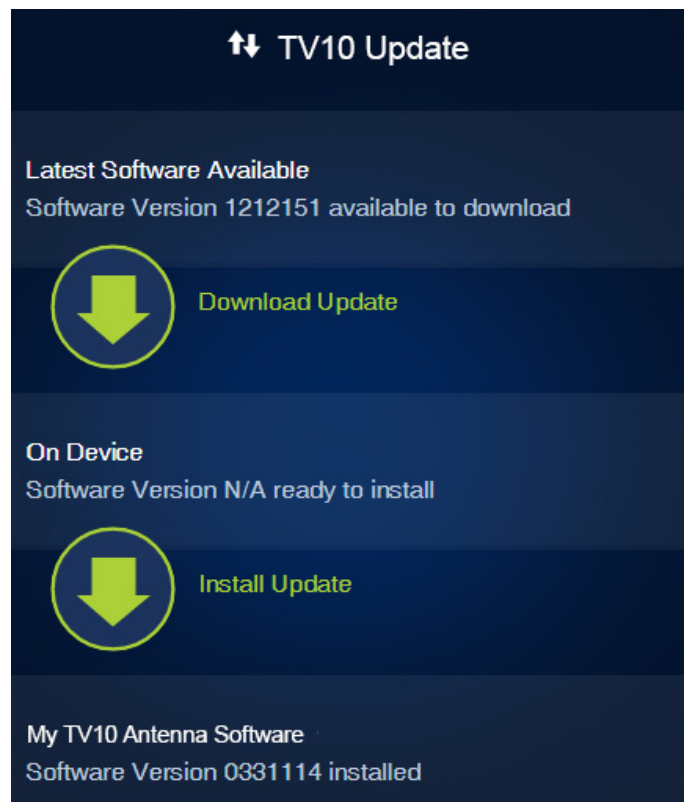 TV10 Update
Latest Software Available
Software Version 1212151 available to download
Download Update
On Device
Software Version N/A ready to install
Install Update
My TV10 Antenna Software
Software Version 0331114 installed